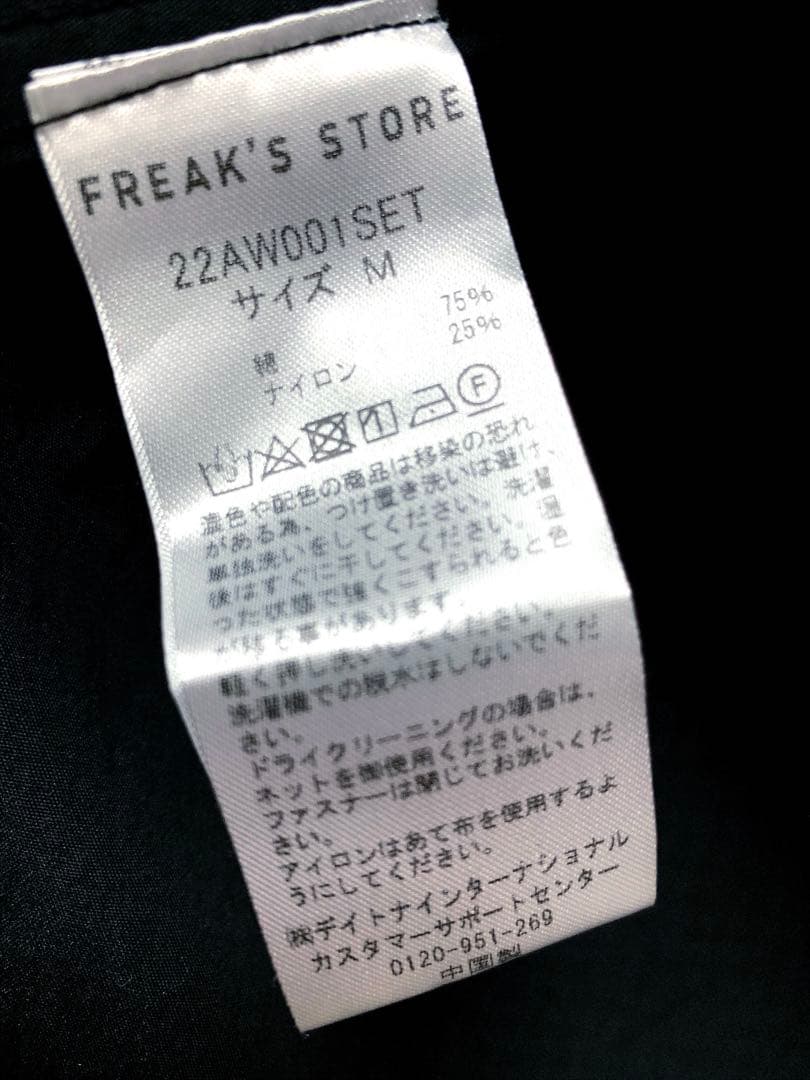 FREAK'S STORE
22AW001SET
サイズ M
綿 75%
ナイロン 25%
F
混色や配色の商品は移染の恐れ
がある為、つけ置き洗いは避け、
単独洗いをしてください。洗濯
後はすぐに干してください。湿
った状態で強くこすられると色
が移る事があります。
軽く押し洗いしてください。
洗濯機での脱水はしないでくだ
さい。
ドライクリーニングの場合は、
ネットを御使用ください。
ファスナーは閉じてお洗いくだ
さい。
アイロンはあて布を使用するよ
うにしてください。
㈱デイトナインターナショナル
カスタマーサポートセンター
0120-951-269
中国製